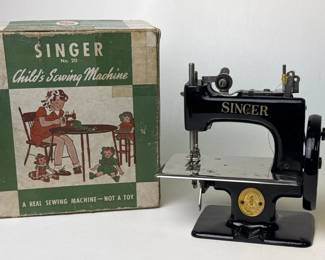 SINGER
No. 20
Child's Sewing Machine
A REAL SEWING MACHINE — NOT A TOY
SINGER